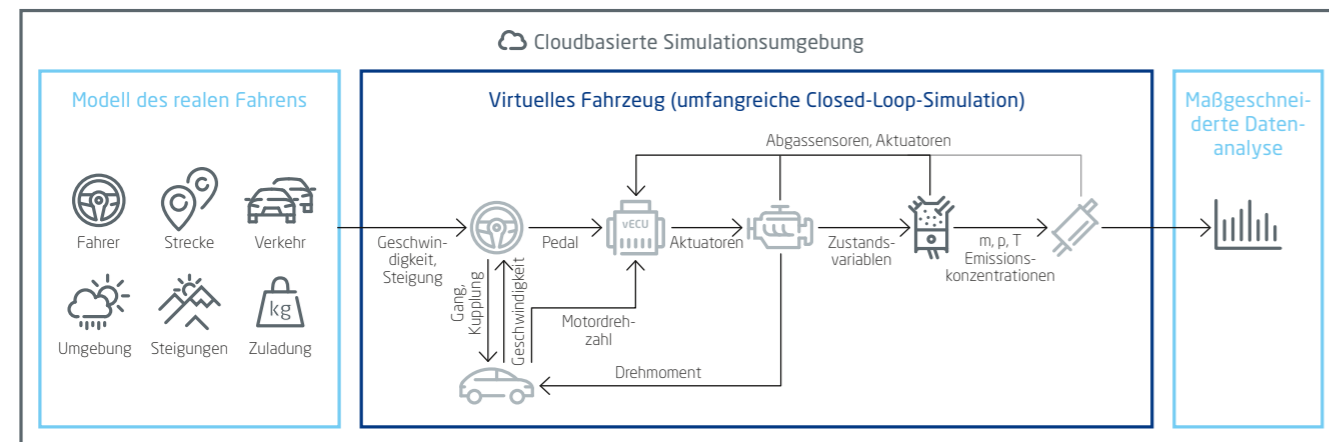 Cloudbasierte Simulationsumgebung
Modell des realen Fahrens
Fahrer
Strecke
Verkehr
Umgebung
Steigungen
kg
Zuladung
Virtuelles Fahrzeug (umfangreiche Closed-Loop-Simulation)
Abgassensoren, Aktuatoren
Geschwin-
digkeit,
Steigung
Pedal
vECU
Aktuatoren
Zustands-
variablen
m, p, T
Emissions-
konzentrationen
Gang,
Kupplung
Geschwindigkeit
Motordreh-
zahl
Drehmoment
Maßgeschnei-
derte Daten-
analyse